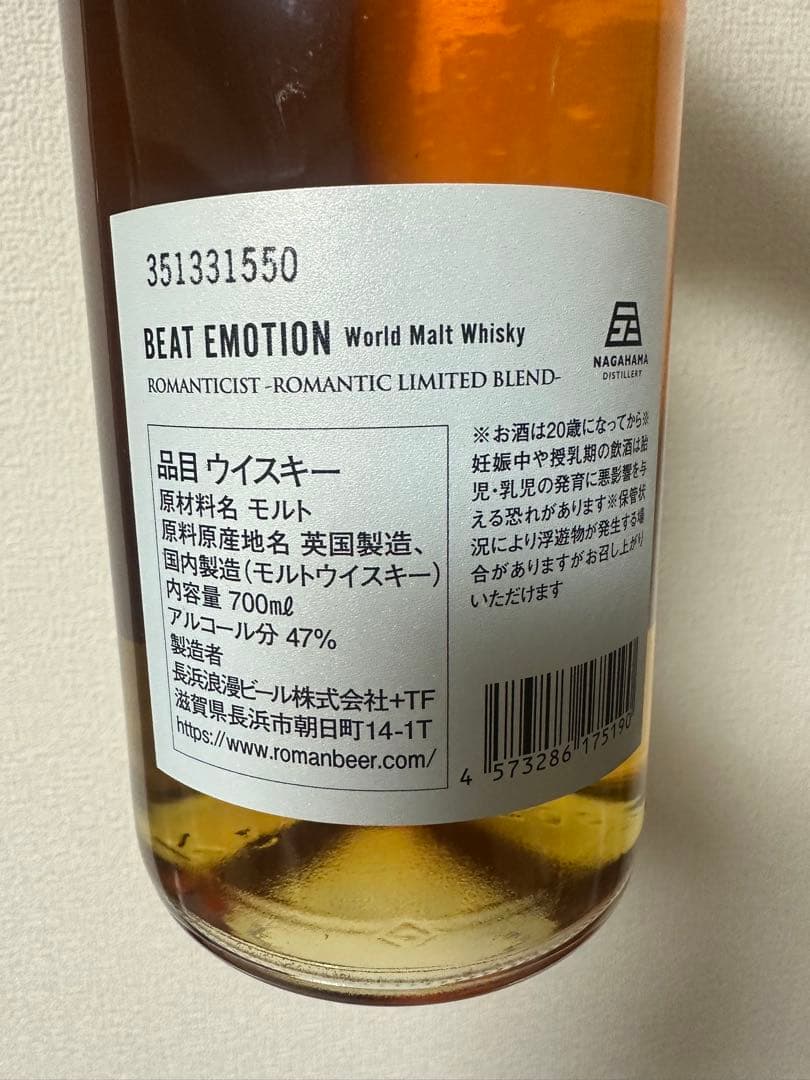 351331550
BEAT EMOTION World Malt Whisky
ROMANTICIST -ROMANTIC LIMITED BLEND-
NAGAHAMA
DISTILLERY
品目 ウイスキー
原材料名 モルト
原料原産地名 英国製造、
国内製造(モルトウイスキー)
内容量 700㎖
アルコール分 47%
製造者
長浜浪漫ビール株式会社+TF
滋賀県長浜市朝日町14-1T
https://www.romanbeer.com/
※お酒は20歳になってから※
妊娠中や授乳期の飲酒は胎
児・乳児の発育に悪影響を与
える恐れがあります※保管状
況により浮遊物が発生する場
合がありますがお召し上がり
いただけます
4 573286 175190